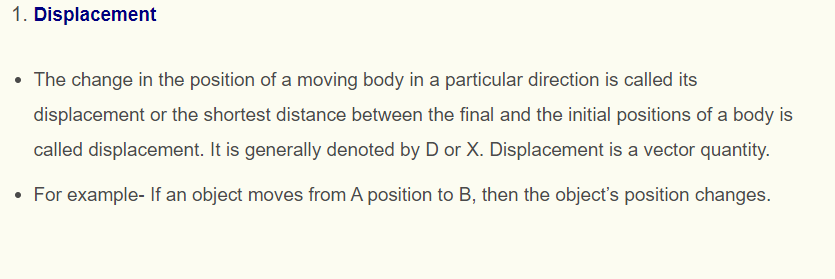 1. Displacement
• The change in the position of a moving body in a particular direction is called its
displacement or the shortest distance between the final and the initial positions of a body is
called displacement. It is generally denoted by D or X. Displacement is a vector quantity.
• For example- If an object moves from A position to B, then the object’s position changes.